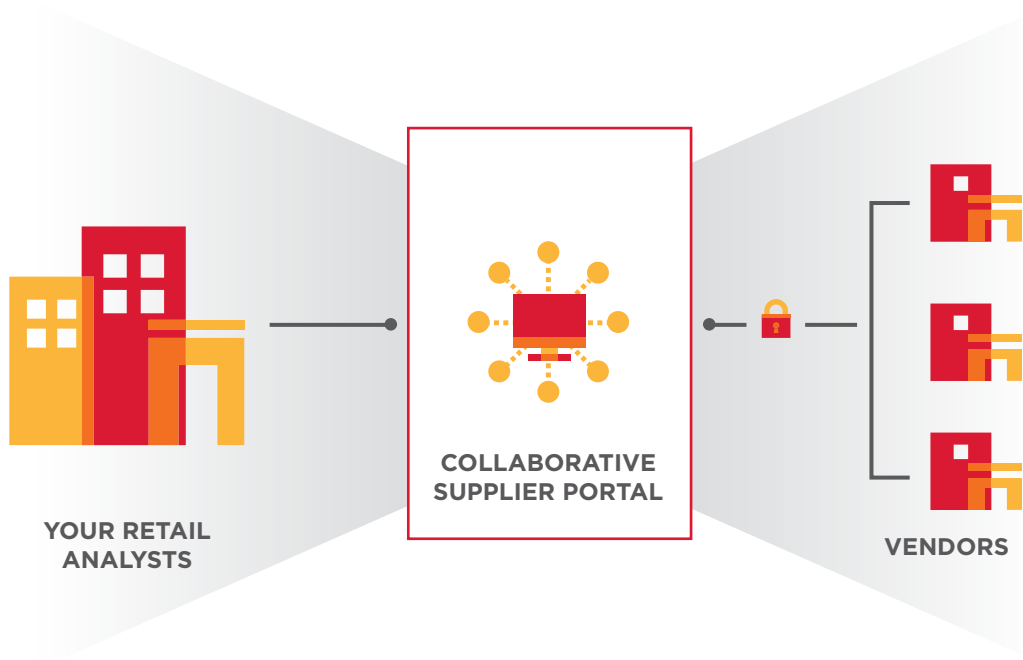 COLLABORATIVE
SUPPLIER PORTAL
YOUR RETAIL
ANALYSTS
VENDORS